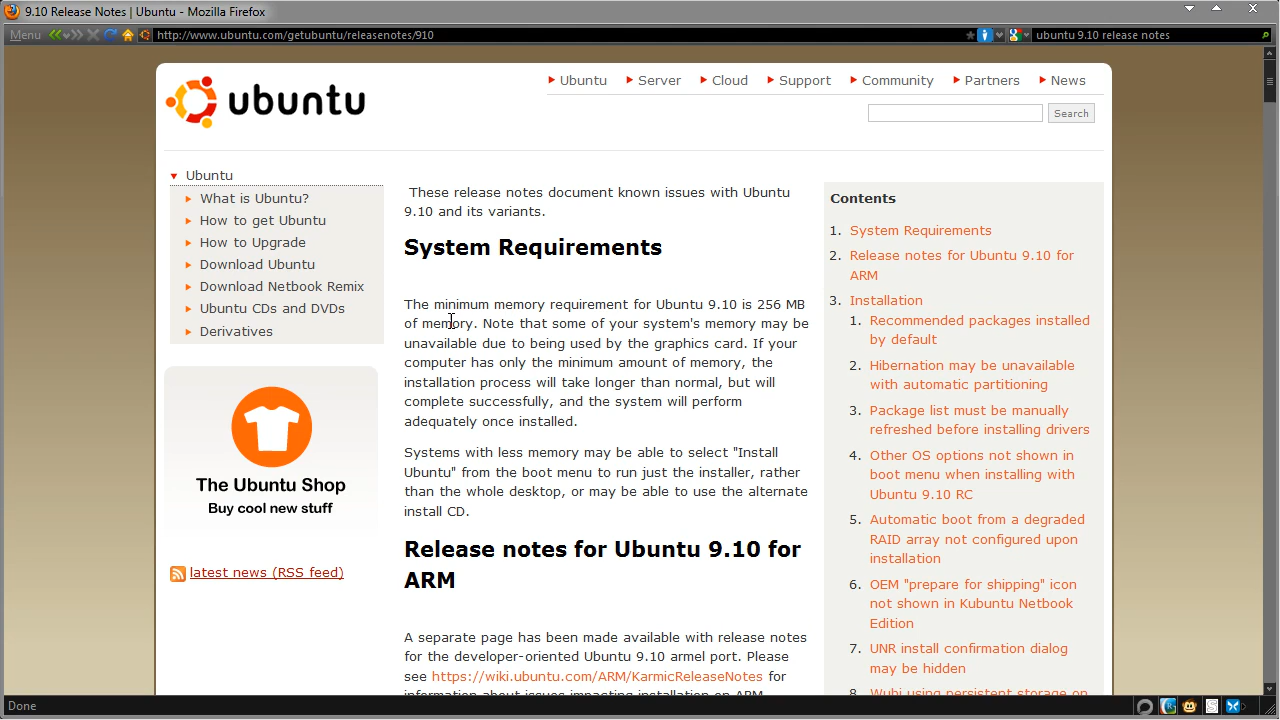 9.10 Release Notes | Ubuntu - Mozilla Firefox
Menu
http://www.ubuntu.com/getubuntu/releasenotes/910
ubuntu 9.10 release notes
ubuntu
Ubuntu
Server
Cloud
Support
Community
Partners
News
Search
Ubuntu
What is Ubuntu?
How to get Ubuntu
How to Upgrade
Download Ubuntu
Download Netbook Remix
Ubuntu CDs and DVDs
Derivatives
The Ubuntu Shop
Buy cool new stuff
latest news (RSS feed)
These release notes document known issues with Ubuntu
9.10 and its variants.
System Requirements
The minimum memory requirement for Ubuntu 9.10 is 256 MB
of memory. Note that some of your system's memory may be
unavailable due to being used by the graphics card. If your
computer has only the minimum amount of memory, the
installation process will take longer than normal, but will
complete successfully, and the system will perform
adequately once installed.
Systems with less memory may be able to select "Install
Ubuntu" from the boot menu to run just the installer, rather
than the whole desktop, or may be able to use the alternate
install CD.
Release notes for Ubuntu 9.10 for
ARM
A separate page has been made available with release notes
for the developer-oriented Ubuntu 9.10 armel port. Please
see https://wiki.ubuntu.com/ARM/KarmicReleaseNotes for
information about issues impacting installation on ARM
Contents
1. System Requirements
2. Release notes for Ubuntu 9.10 for
ARM
3. Installation
1. Recommended packages installed
by default
2. Hibernation may be unavailable
with automatic partitioning
3. Package list must be manually
refreshed before installing drivers
4. Other OS options not shown in
boot menu when installing with
Ubuntu 9.10 RC
5. Automatic boot from a degraded
RAID array not configured upon
installation
6. OEM "prepare for shipping" icon
not shown in Kubuntu Netbook
Edition
7. UNR install confirmation dialog
may be hidden
8. Wubi using persistent storage on
Done